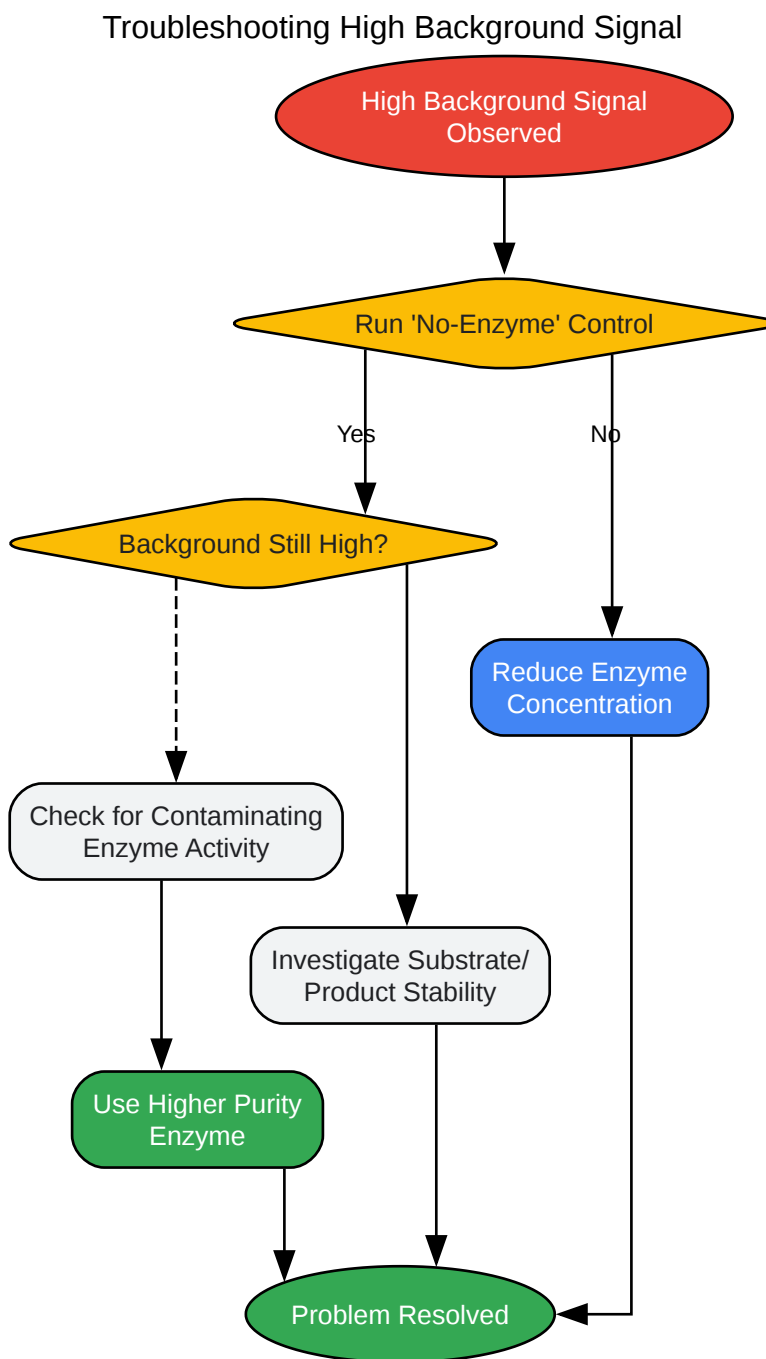 Troubleshooting High Background Signal
High Background Signal
Observed
Run 'No-Enzyme' Control
Yes
No
Background Still High?
Reduce Enzyme
Concentration
Check for Contaminating
Enzyme Activity
Investigate Substrate/
Product Stability
Use Higher Purity
Enzyme
Problem Resolved